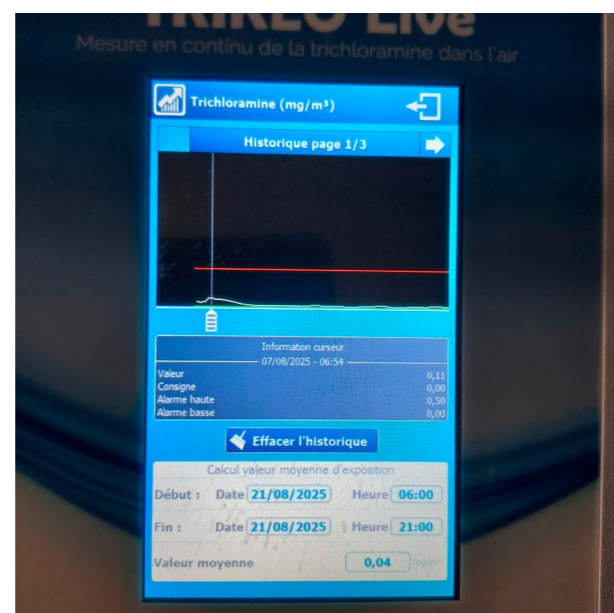 TRIKLO Live
Mesure en continu de la trichloramine dans l'air
Trichloramine (mg/m³)
Historique page 1/3
Information curseur
07/08/2025 - 06:54
Valeur 0,11
Consigne 0,00
Alarme haute 0,50
Alarme basse 0,00
Effacer l'historique
Calcul valeur moyenne d'exposition
Début : Date 21/08/2025 Heure 06:00
Fin : Date 21/08/2025 Heure 21:00
Valeur moyenne 0,04 mg/m³